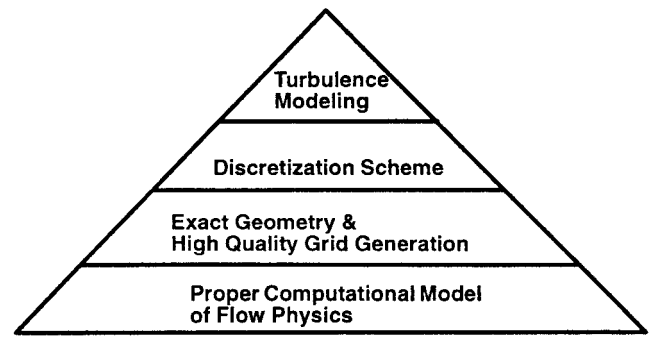 Turbulence
Modeling
Discretization Scheme
Exact Geometry &
High Quality Grid Generation
Proper Computational Model
of Flow Physics